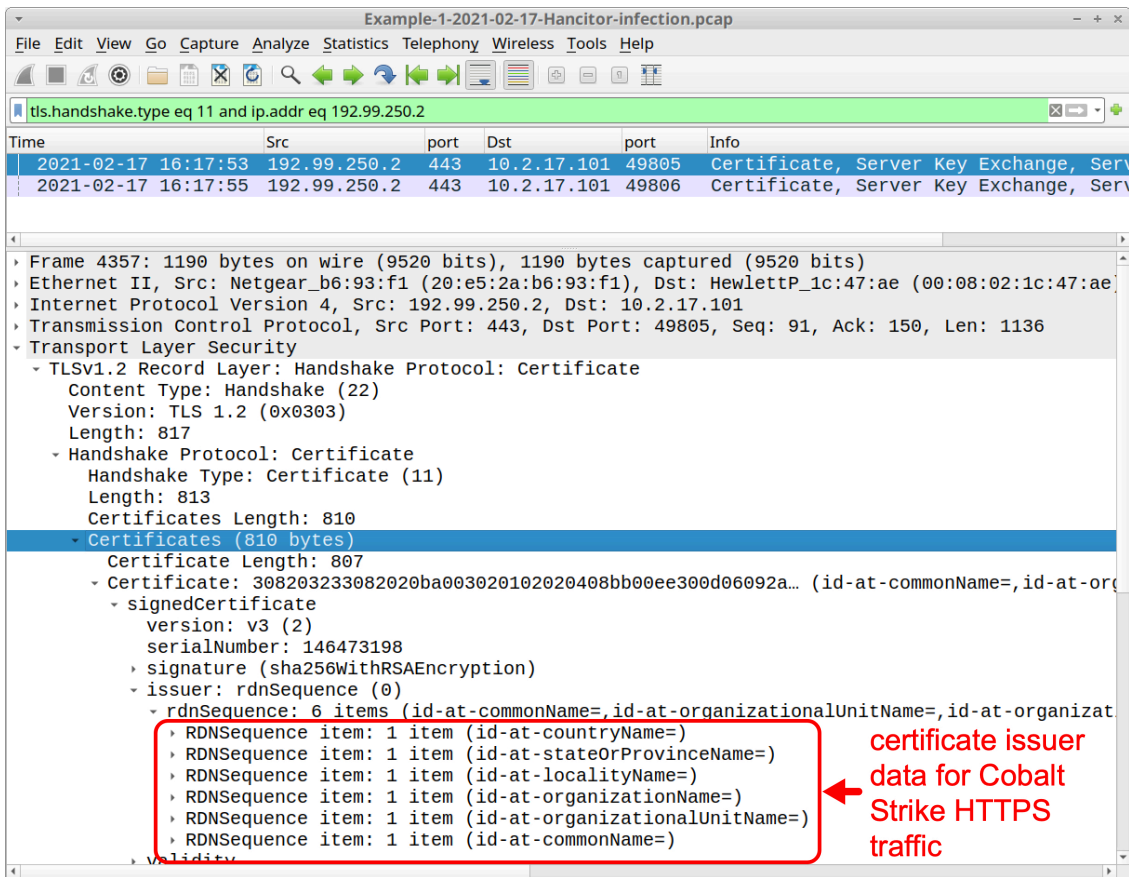 Example-1-2021-02-17-Hancitor-infection.pcap
File Edit View Go Capture Analyze Statistics Telephony Wireless Tools Help
tls.handshake.type eq 11 and ip.addr eq 192.99.250.2
Time Src port Dst port Info
2021-02-17 16:17:53 192.99.250.2 443 10.2.17.101 49805 Certificate, Server Key Exchange, Serv
2021-02-17 16:17:55 192.99.250.2 443 10.2.17.101 49806 Certificate, Server Key Exchange, Serv
Frame 4357: 1190 bytes on wire (9520 bits), 1190 bytes captured (9520 bits)
Ethernet II, Src: Netgear_b6:93:f1 (20:e5:2a:b6:93:f1), Dst: HewlettP_1c:47:ae (00:08:02:1c:47:ae)
Internet Protocol Version 4, Src: 192.99.250.2, Dst: 10.2.17.101
Transmission Control Protocol, Src Port: 443, Dst Port: 49805, Seq: 91, Ack: 150, Len: 1136
Transport Layer Security
TLSv1.2 Record Layer: Handshake Protocol: Certificate
Content Type: Handshake (22)
Version: TLS 1.2 (0x0303)
Length: 817
Handshake Protocol: Certificate
Handshake Type: Certificate (11)
Length: 813
Certificates Length: 810
Certificates (810 bytes)
Certificate Length: 807
Certificate: 308203233082020ba003020102020408bb00ee300d06092a… (id-at-commonName=,id-at-org
signedCertificate
version: v3 (2)
serialNumber: 146473198
signature (sha256WithRSAEncryption)
issuer: rdnSequence (0)
rdnSequence: 6 items (id-at-commonName=,id-at-organizationalUnitName=,id-at-organizat
RDNSequence item: 1 item (id-at-countryName=)
RDNSequence item: 1 item (id-at-stateOrProvinceName=)
RDNSequence item: 1 item (id-at-localityName=)
RDNSequence item: 1 item (id-at-organizationName=)
RDNSequence item: 1 item (id-at-organizationalUnitName=)
RDNSequence item: 1 item (id-at-commonName=)
validity
certificate issuer
data for Cobalt
Strike HTTPS
traffic